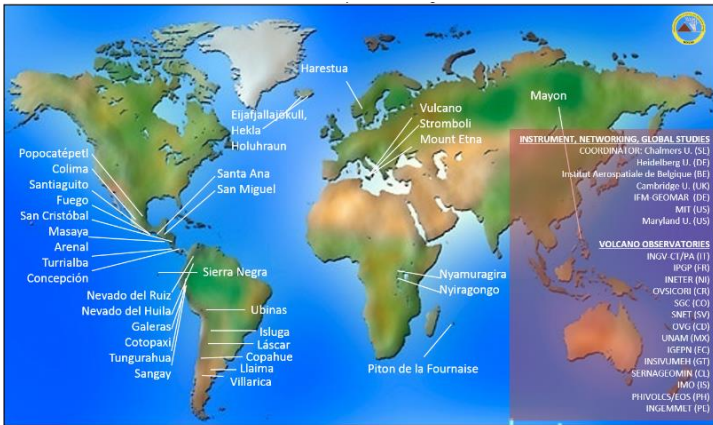 Harestua
Eijafjallajökull,
Hekla
Holuhraun
Vulcano
Stromboli
Mount Etna
Mayon
Popocatépetl
Colima
Santiaguito
Fuego
San Cristóbal
Masaya
Arenal
Turrialba
Concepción
Santa Ana
San Miguel
Sierra Negra
Nevado del Ruiz
Nevado del Huila
Galeras
Cotopaxi
Tungurahua
Sangay
Ubinas
Isluga
Láscar
Copahue
Llaima
Villarica
Nyamuragira
Nyiragongo
Piton de la Fournaise
INSTRUMENT, NETWORKING, GLOBAL STUDIES
COORDINATOR: Chalmers U. (SE)
Heidelberg U. (DE)
Institut Aerospatiale de Belgique (BE)
Cambridge U. (UK)
IFM-GEOMAR (DE)
MIT (US)
Maryland U. (US)
VOLCANO OBSERVATORIES
INGV-CT/PA (IT)
IPGP (FR)
INETER (NI)
OVSICORI (CR)
SGC (CO)
SNET (SV)
OVG (CD)
UNAM (MX)
IGEPN (EC)
INSIVUMEH (GT)
SERNAGEOMIN (CL)
IMO (IS)
PHIVOLCS/EOS (PH)
INGEMMET (PE)